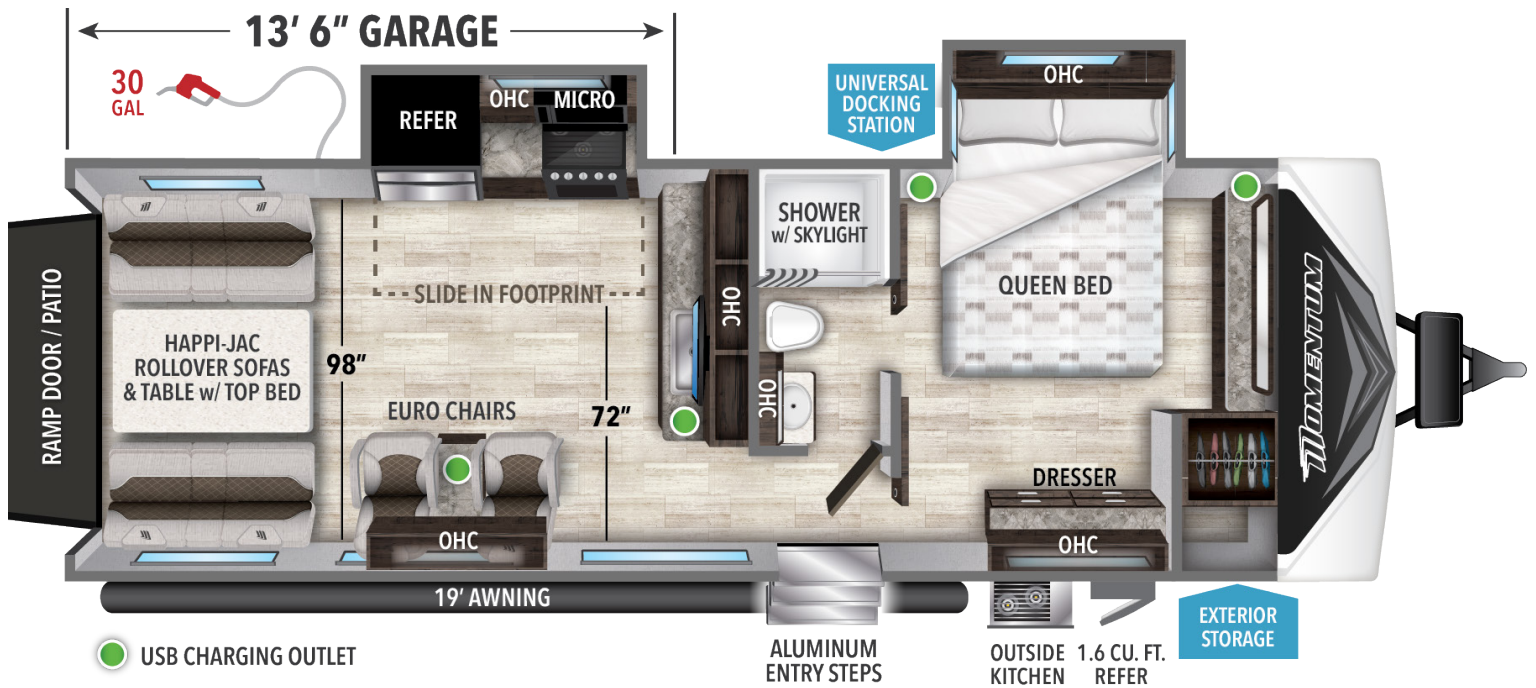 13' 6" GARAGE
30
GAL
REFER
OHC
MICRO
UNIVERSAL
DOCKING
STATION
OHC
SHOWER
w/ SKYLIGHT
QUEEN BED
SLIDE IN FOOTPRINT
OHC
RAMP DOOR / PATIO
HAPPI-JAC
ROLLOVER SOFAS
& TABLE w/ TOP BED
98"
72"
EURO CHAIRS
OHC
OHC
DRESSER
OHC
MOMENTUM
19' AWNING
USB CHARGING OUTLET
ALUMINUM
ENTRY STEPS
OUTSIDE
KITCHEN
1.6 CU. FT.
REFER
EXTERIOR
STORAGE